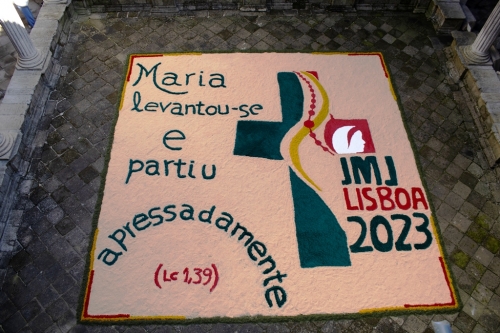 Maria
levantou-se
e
partiu
apressadamente
(Lc 1,39)
JMJ
LISBOA
2023